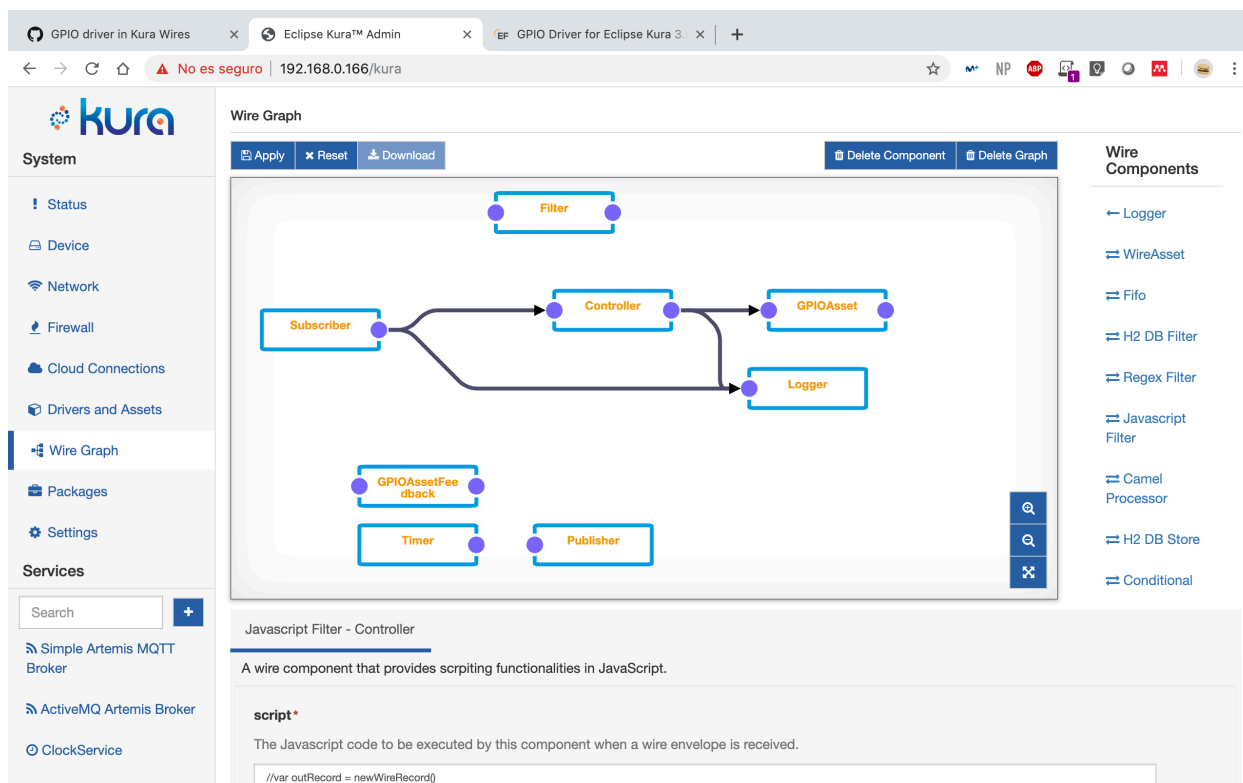 GPIO driver in Kura Wires
Eclipse Kura™ Admin
EF GPIO Driver for Eclipse Kura 3.
No es seguro
192.168.0.166/kura
M+
NP
ABP
1
kura
System
Status
Device
Network
Firewall
Cloud Connections
Drivers and Assets
Wire Graph
Packages
Settings
Services
Search
Simple Artemis MQTT
Broker
ActiveMQ Artemis Broker
ClockService
Wire Graph
Apply
Reset
Download
Delete Component
Delete Graph
Filter
Subscriber
Controller
GPIOAsset
Logger
GPIOAssetFee
dback
Timer
Publisher
Wire
Components
Logger
WireAsset
Fifo
H2 DB Filter
Regex Filter
Javascript
Filter
Camel
Processor
H2 DB Store
Conditional
Javascript Filter - Controller
A wire component that provides scrpiting functionalities in JavaScript.
script*
The Javascript code to be executed by this component when a wire envelope is received.
//var outRecord = newWireRecord()